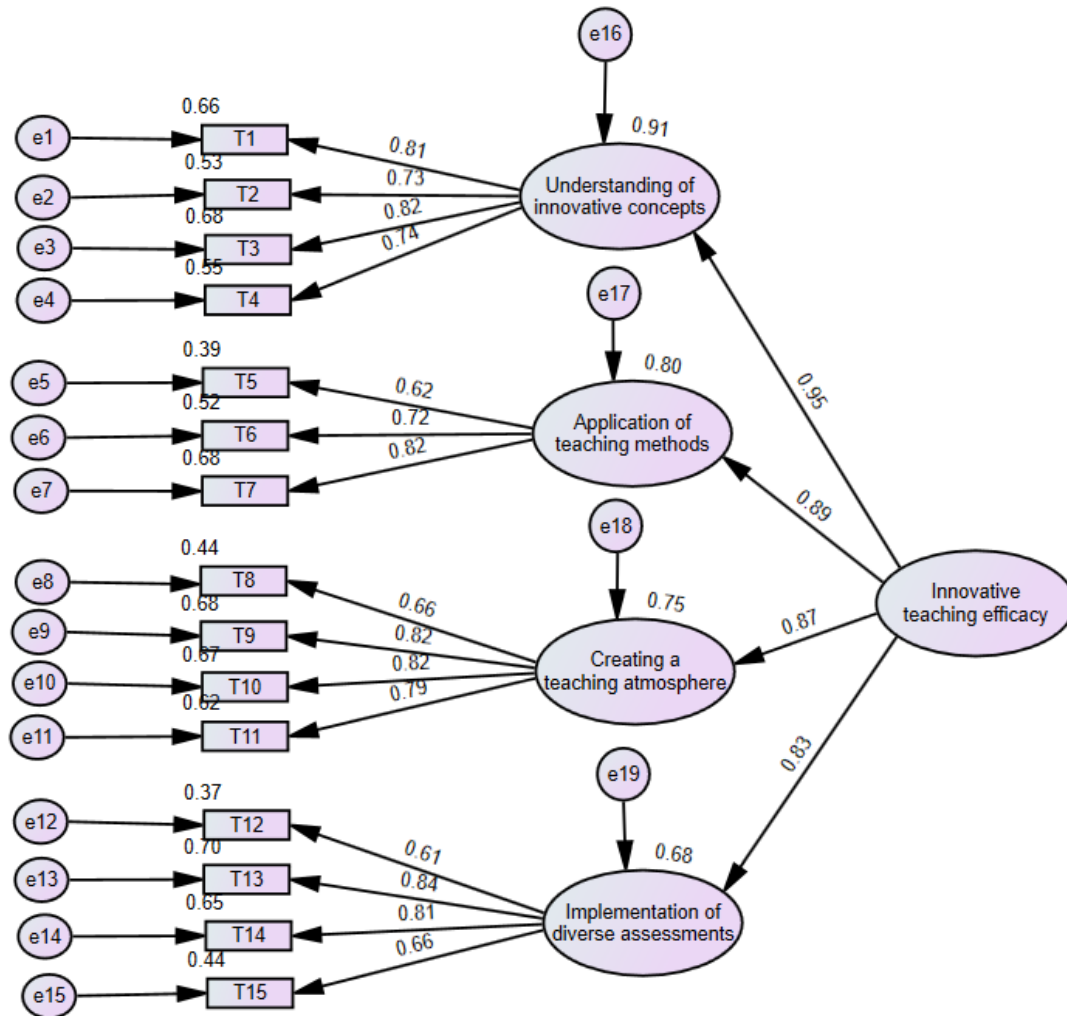 e16
0.66
0.91
e1
T1
0.81
0.53
e2
T2
0.73
Understanding of
innovative concepts
0.68
0.82
e3
T3
0.74
0.55
e4
T4
e17
0.39
0.80
e5
T5
0.62
0.95
0.52
e6
T6
0.72
Application of
teaching methods
0.68
0.82
e7
T7
0.89
e18
0.44
e8
T8
0.75
0.66
Innovative
teaching efficacy
0.68
e9
T9
0.82
0.87
0.67
0.82
Creating a
teaching atmosphere
e10
T10
0.79
0.62
e11
T11
0.83
e19
0.37
e12
T12
0.61
0.68
0.70
e13
T13
0.84
0.65
0.81
Implementation of
diverse assessments
e14
T14
0.66
0.44
e15
T15